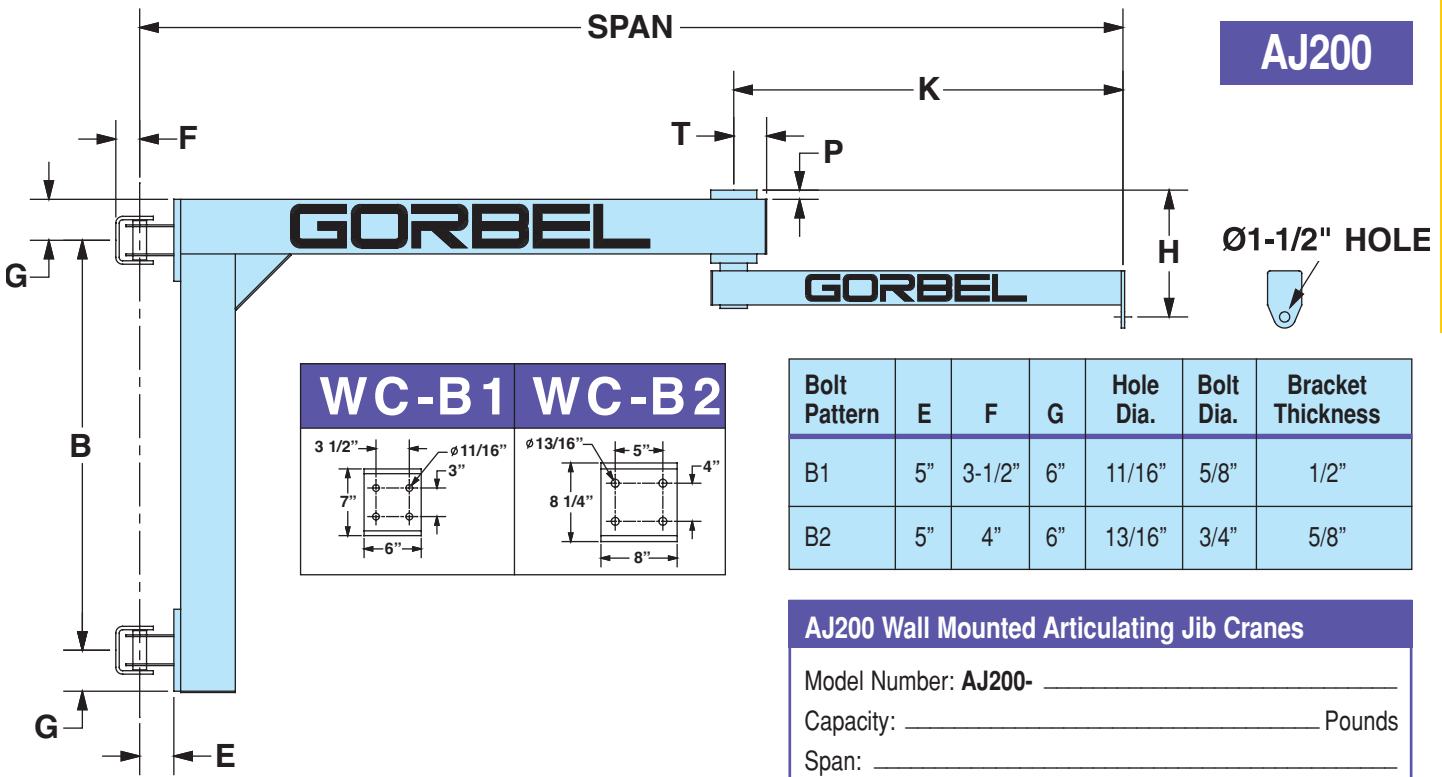 SPAN
AJ200
K
F
T
P
GORBEL
H
Ø1-1/2" HOLE
G
GORBEL
B
WC-B1 WC-B2
3 1/2” ø11/16” 3” 7” 6”
ø13/16” 5” 4” 8 1/4” 8”
Bolt Pattern E F G Hole Dia. Bolt Dia. Bracket Thickness
B1 5” 3-1/2” 6” 11/16” 5/8” 1/2”
B2 5” 4” 6” 13/16” 3/4” 5/8”
G
E
AJ200 Wall Mounted Articulating Jib Cranes
Model Number: AJ200-
Capacity: Pounds
Span: